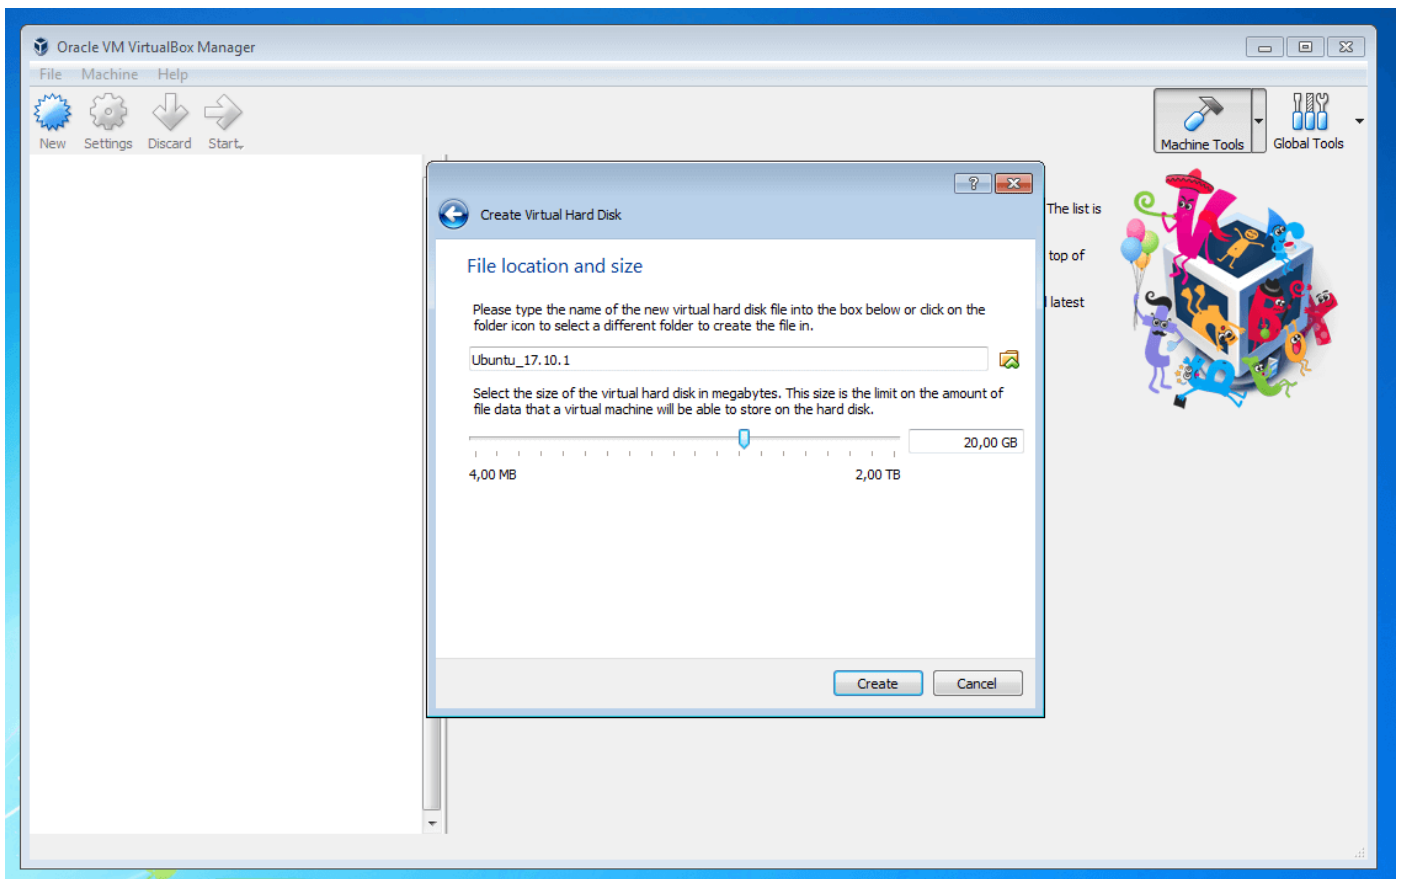 Oracle VM VirtualBox Manager
File Machine Help
New Settings Discard Start
Machine Tools Global Tools
The list is
top of
latest
?
Create Virtual Hard Disk
File location and size
Please type the name of the new virtual hard disk file into the box below or click on the
folder icon to select a different folder to create the file in.
Ubuntu_17.10.1
Select the size of the virtual hard disk in megabytes. This size is the limit on the amount of
file data that a virtual machine will be able to store on the hard disk.
20,00 GB
4,00 MB 2,00 TB
Create Cancel